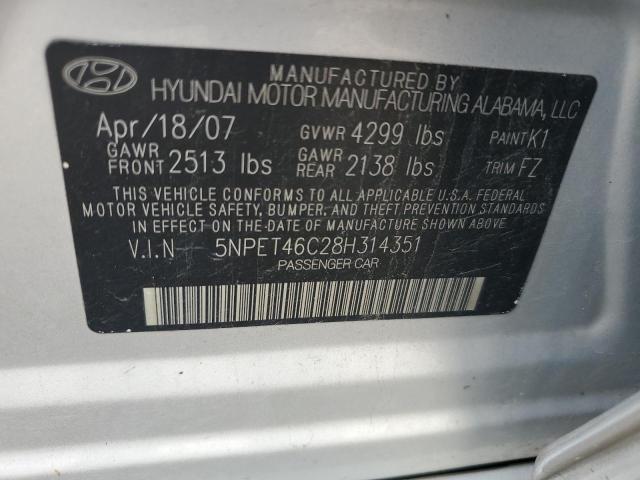 MANUFACTURED BY
HYUNDAI MOTOR MANUFACTURING ALABAMA, LLC
Apr/18/07 GVWR 4299 lbs PAINT K1
GAWR FRONT 2513 lbs GAWR REAR 2138 lbs TRIM FZ
THIS VEHICLE CONFORMS TO ALL APPLICABLE U.S.A. FEDERAL
MOTOR VEHICLE SAFETY, BUMPER, AND THEFT PREVENTION STANDARDS
IN EFFECT ON THE DATE OF MANUFACTURE SHOWN ABOVE
V.I.N 5NPET46C28H314351
PASSENGER CAR